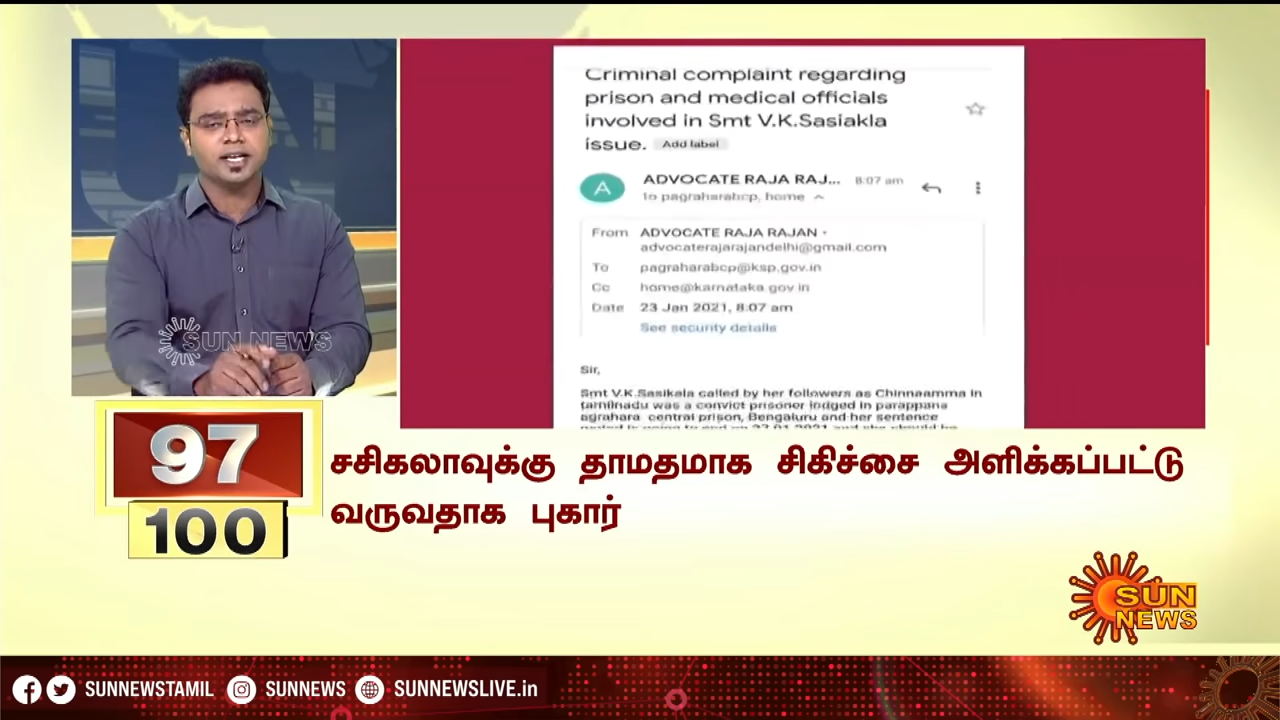 Criminal complaint regarding
prison and medical officials
involved in Smt V.K.Sasiakla
issue. Add label
A ADVOCATE RAJA RAJ... 8:07 am
to pagraharabcp, home
From ADVOCATE RAJA RAJAN
advocaterajarajandelhi@gmail.com
To pagraharabcp@ksp.gov.in
Cc home@karnataka.gov.in
Date 23 Jan 2021, 8:07 am
See security details
Sir,
Smt V.K.Sasikala called by her followers as Chinnaamma in
tamilnadu was a convict prisoner lodged in parappana
agrahara central prison, Bengaluru and her sentence
SUN NEWS
97
100
சசிகலாவுக்கு தாமதமாக சிகிச்சை அளிக்கப்பட்டு
வருவதாக புகார்
SUN
NEWS
SUNNEWSTAMIL SUNNEWS SUNNEWSLIVE.in